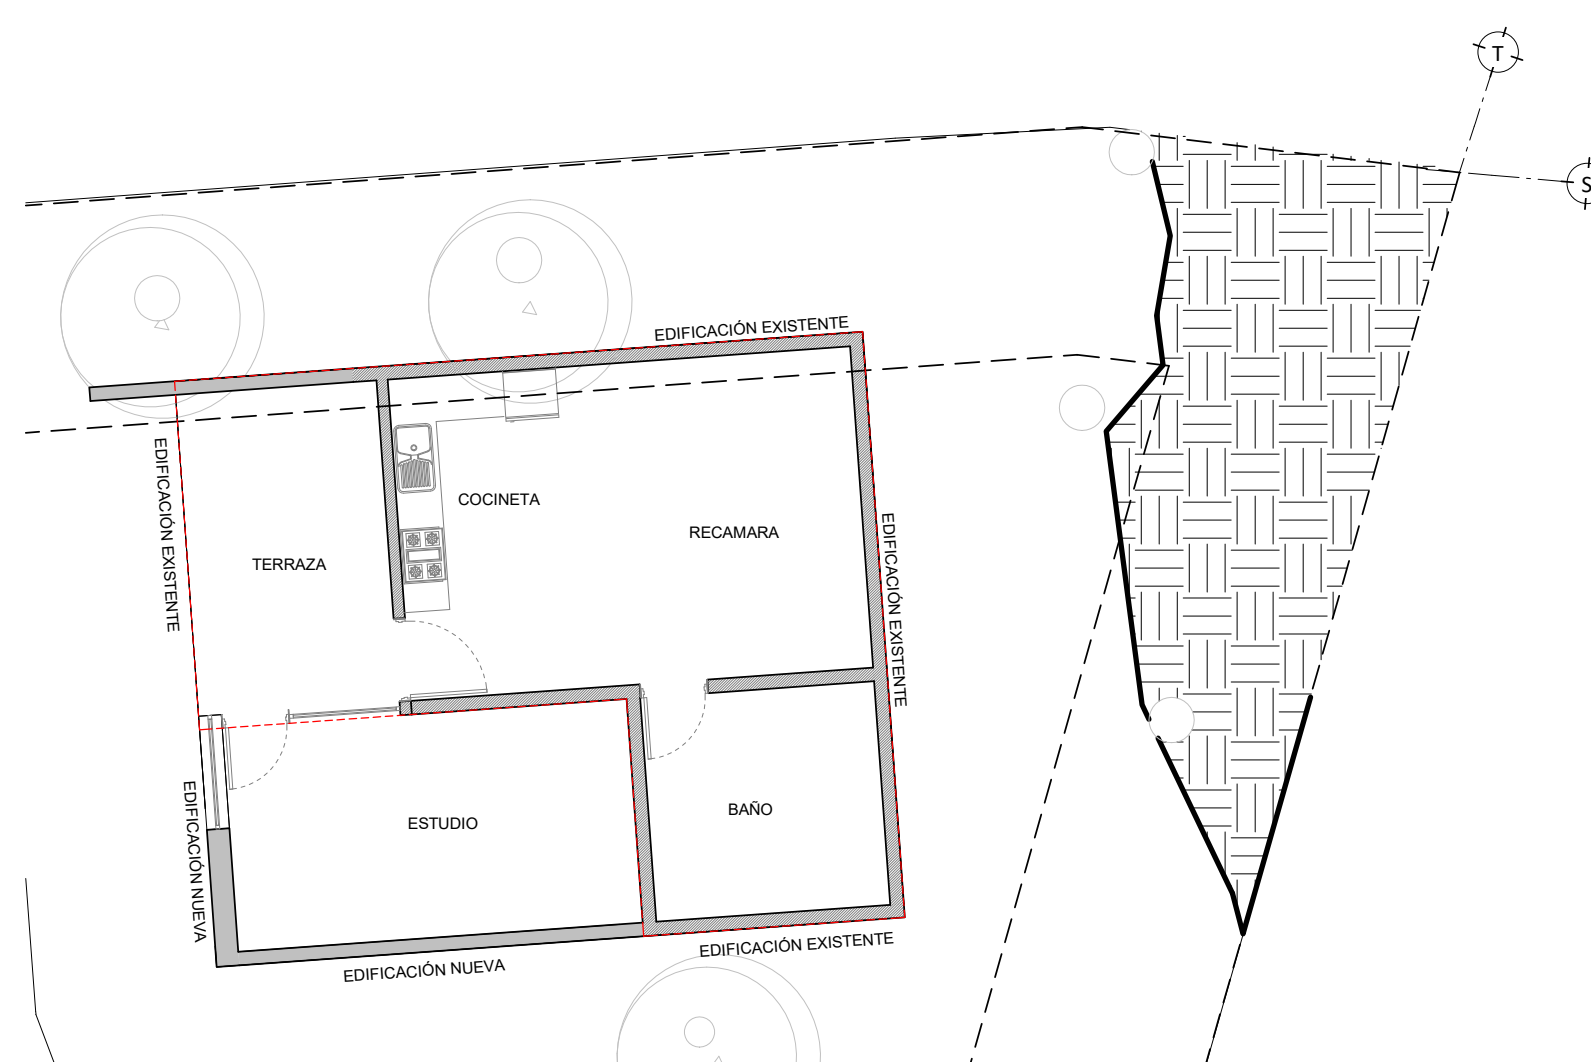 T
S
EDIFICACIÓN EXISTENTE
EDIFICACIÓN EXISTENTE
COCINETA
RECAMARA
EDIFICACIÓN EXISTENTE
TERRAZA
EDIFICACIÓN NUEVA
ESTUDIO
BAÑO
EDIFICACIÓN EXISTENTE
EDIFICACIÓN NUEVA